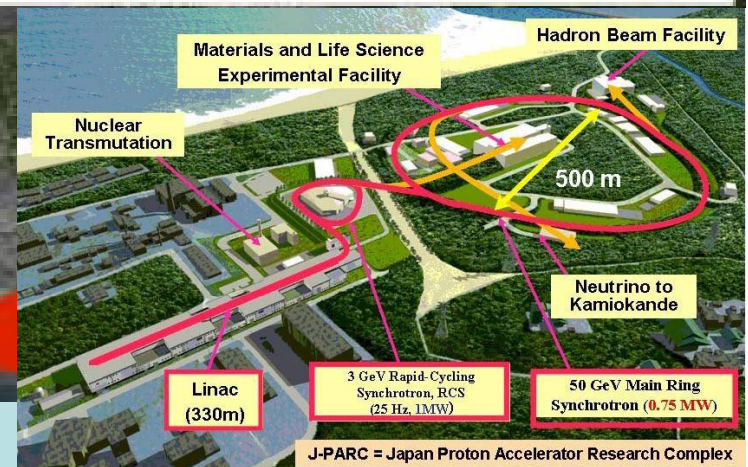 Hadron Beam Facility
Materials and Life Science
Experimental Facility
Nuclear
Transmutation
500 m
Neutrino to
Kamiokande
Linac
(330m)
3 GeV Rapid-Cycling
Synchrotron, RCS
(25 Hz, 1MW)
50 GeV Main Ring
Synchrotron (0.75 MW)
J-PARC = Japan Proton Accelerator Research Complex